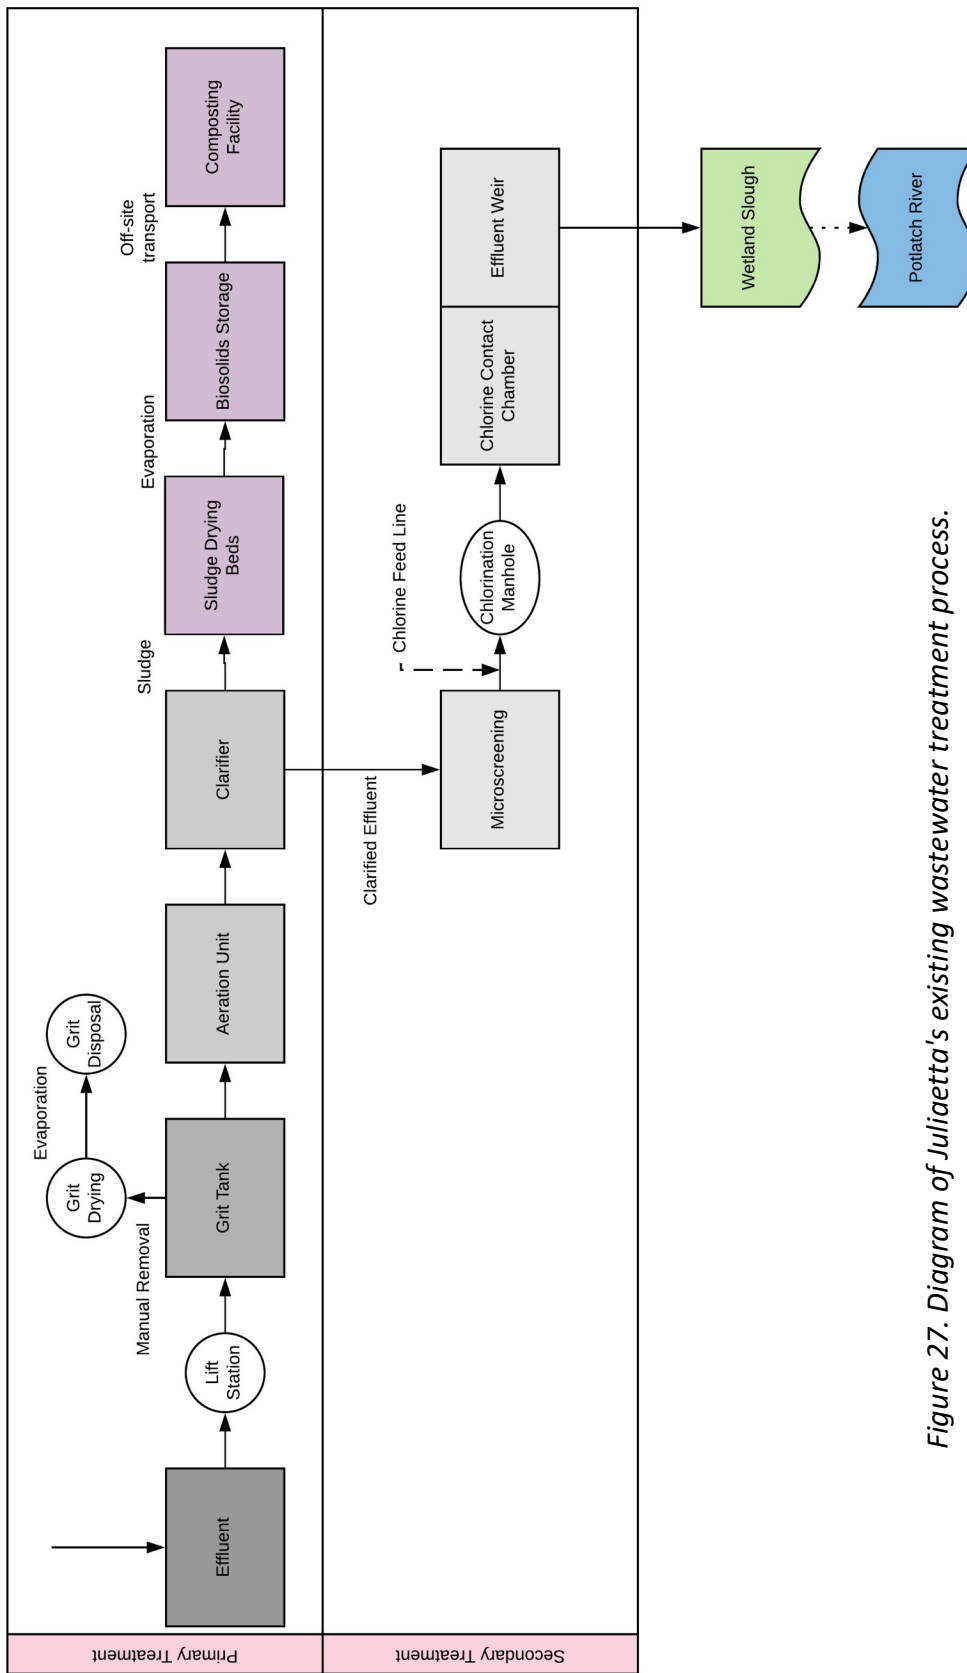 Primary Treatment
Effluent
Lift
Station
Manual Removal
Grit Tank
Grit
Drying
Evaporation
Grit
Disposal
Aeration Unit
Clarifier
Sludge
Sludge Drying
Beds
Evaporation
Biosolids Storage
Off-site
transport
Composting
Facility
Secondary Treatment
Clarified Effluent
Microscreening
Chlorine Feed Line
Chlorination
Manhole
Chlorine Contact
Chamber
Effluent Weir
Wetland Slough
Potlatch River
Figure 27. Diagram of Juliaetta's existing wastewater treatment process.